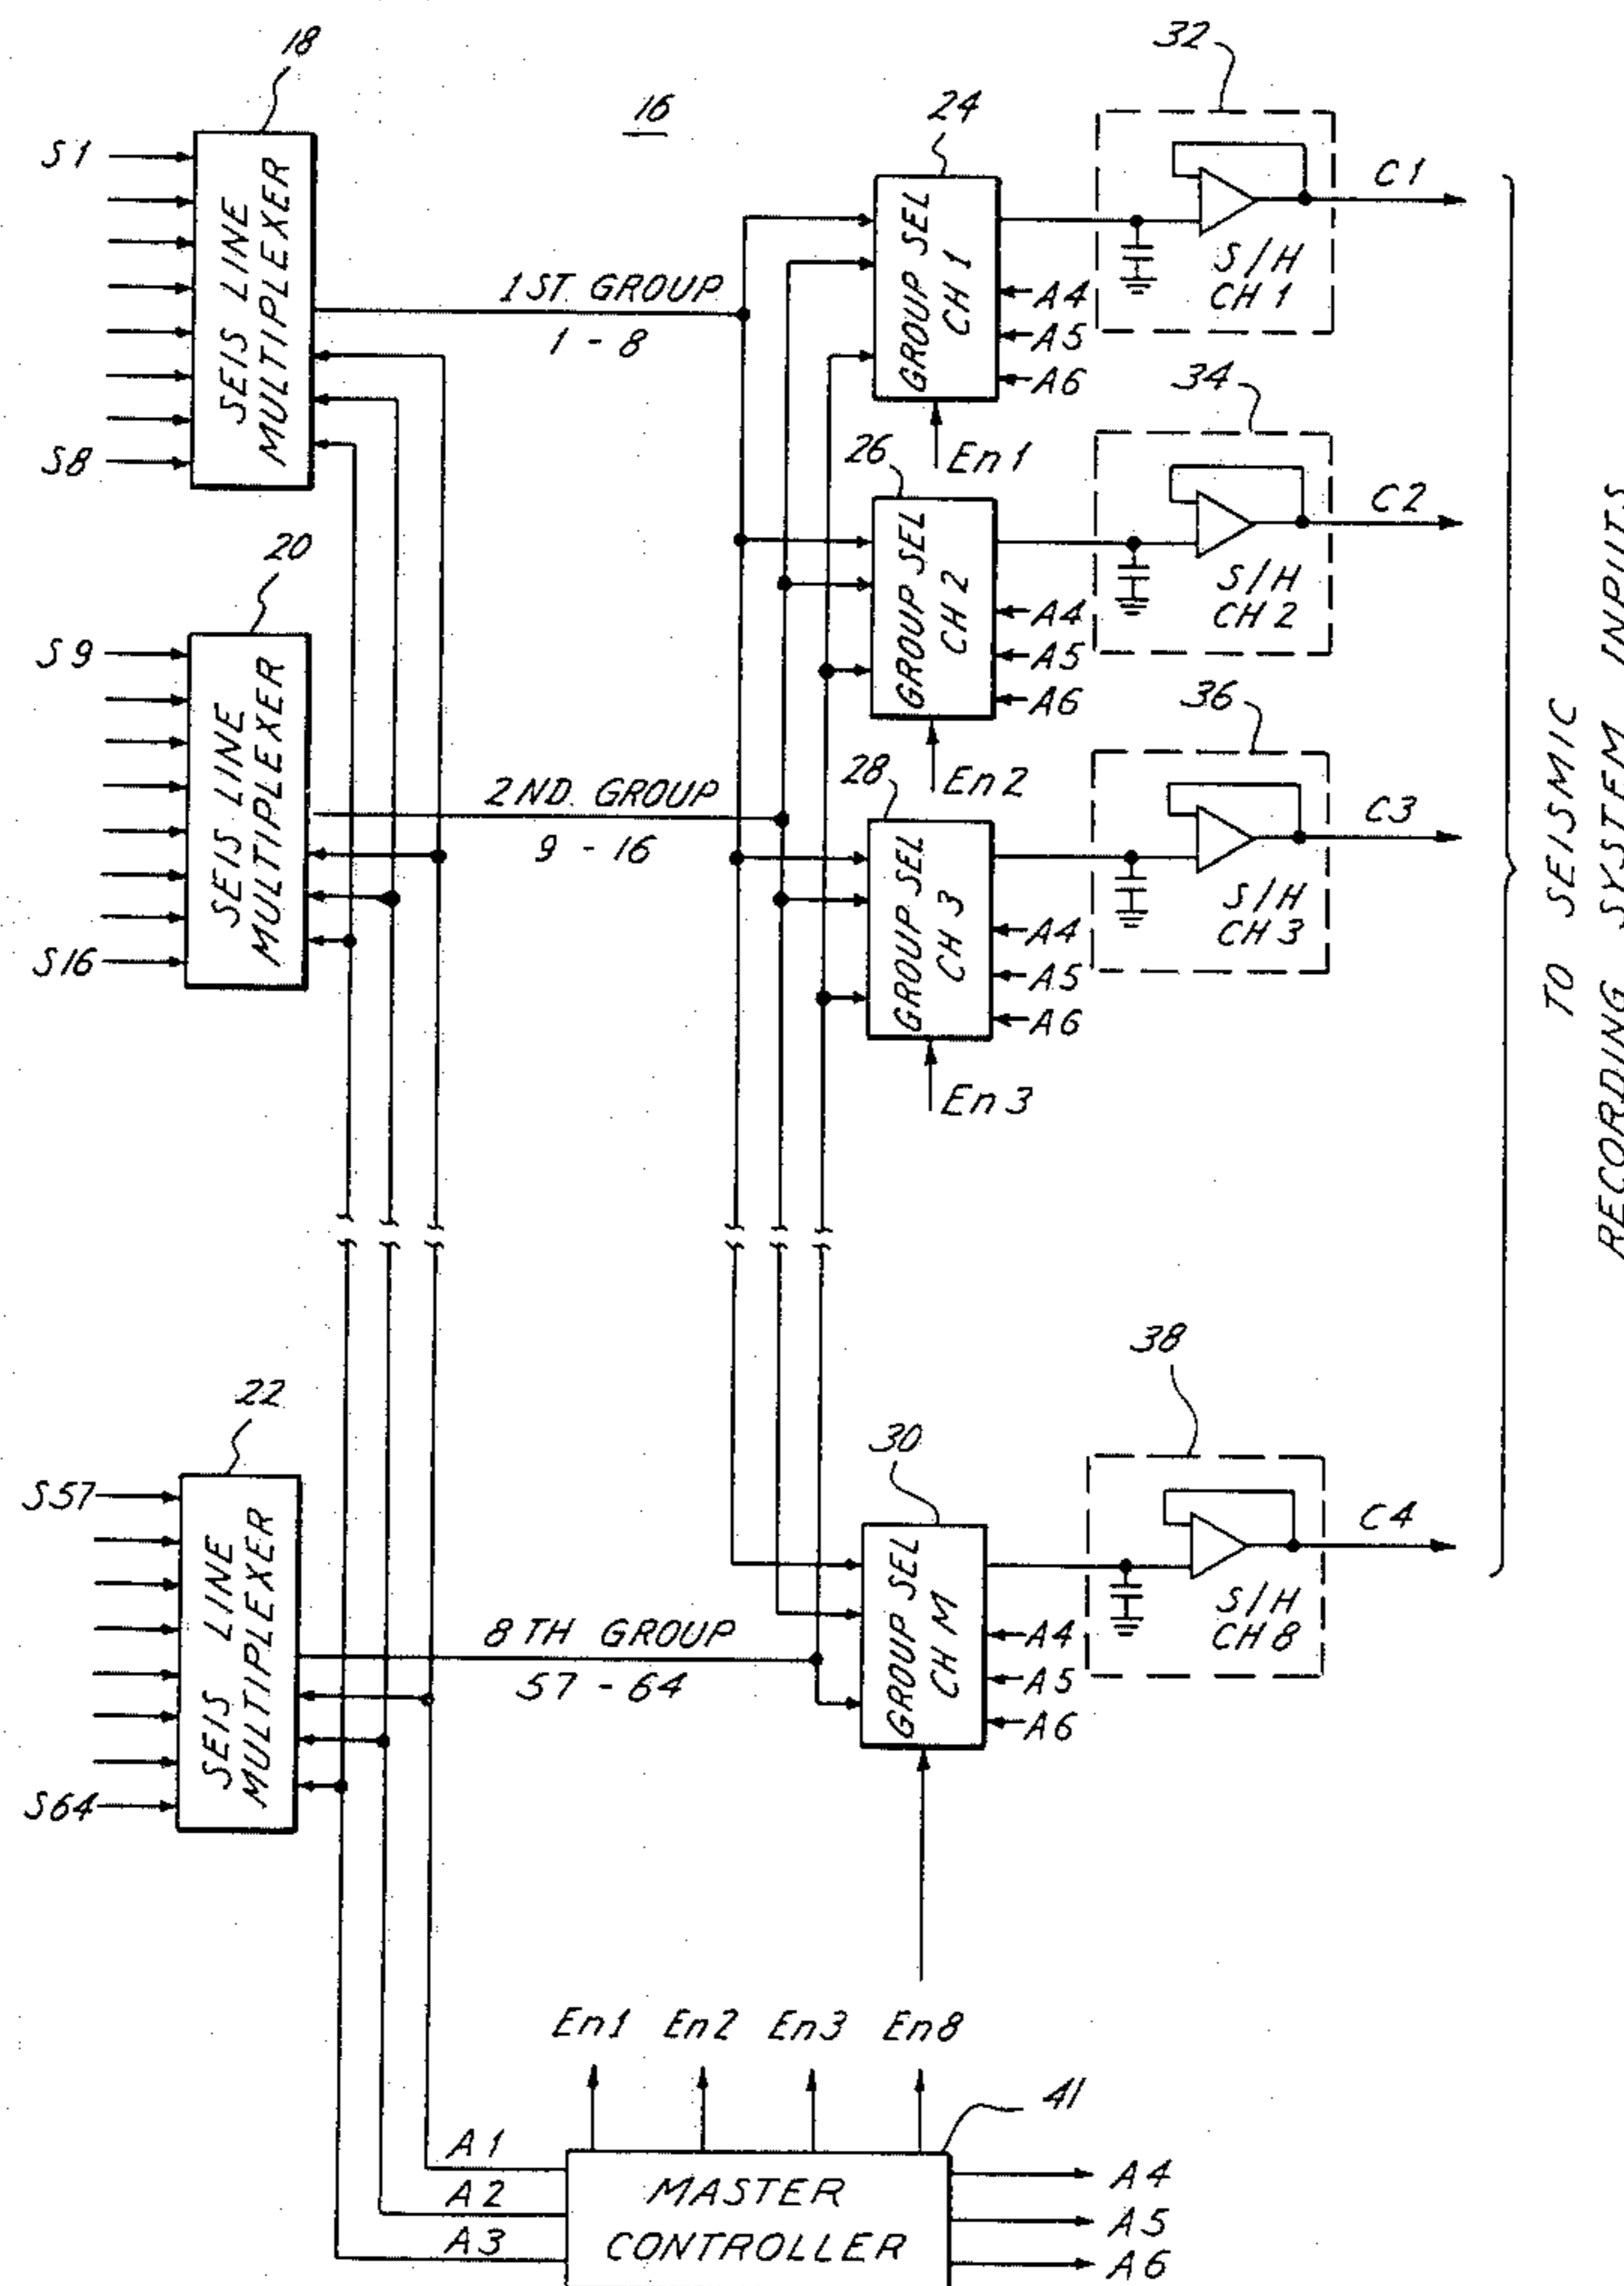 18
16
32
24
S1
C1
SEIS LINE
MULTIPLEXER
GROUP SEL
CH 1
S/H
CH 1
1ST. GROUP
1 - 8
A4
A5
A6
34
S8
En1
26
C2
20
GROUP SEL
CH 2
S/H
CH 2
S9
A4
A5
A6
36
SEIS LINE
MULTIPLEXER
2ND. GROUP
9 - 16
En2
28
C3
GROUP SEL
CH 3
S/H
CH 3
S16
A4
A5
A6
En3
TO SEISMIC
RECORDING SYSTEM INPUTS
22
38
30
S57
C4
SEIS LINE
MULTIPLEXER
GROUP SEL
CH M
S/H
CH 8
8TH GROUP
57 - 64
A4
A5
A6
S64
En1 En2 En3 En8
41
A1
A2
A3
MASTER
CONTROLLER
A4
A5
A6